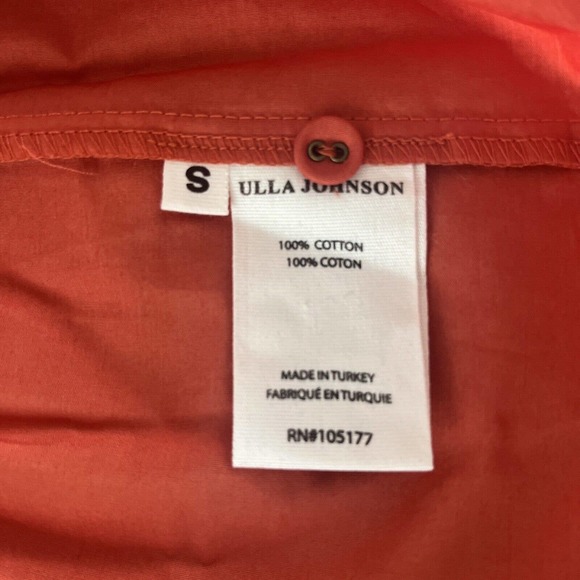 S
ULLA JOHNSON
100% COTTON
100% COTON
MADE IN TURKEY
FABRIQUÉ EN TURQUIE
RN#105177